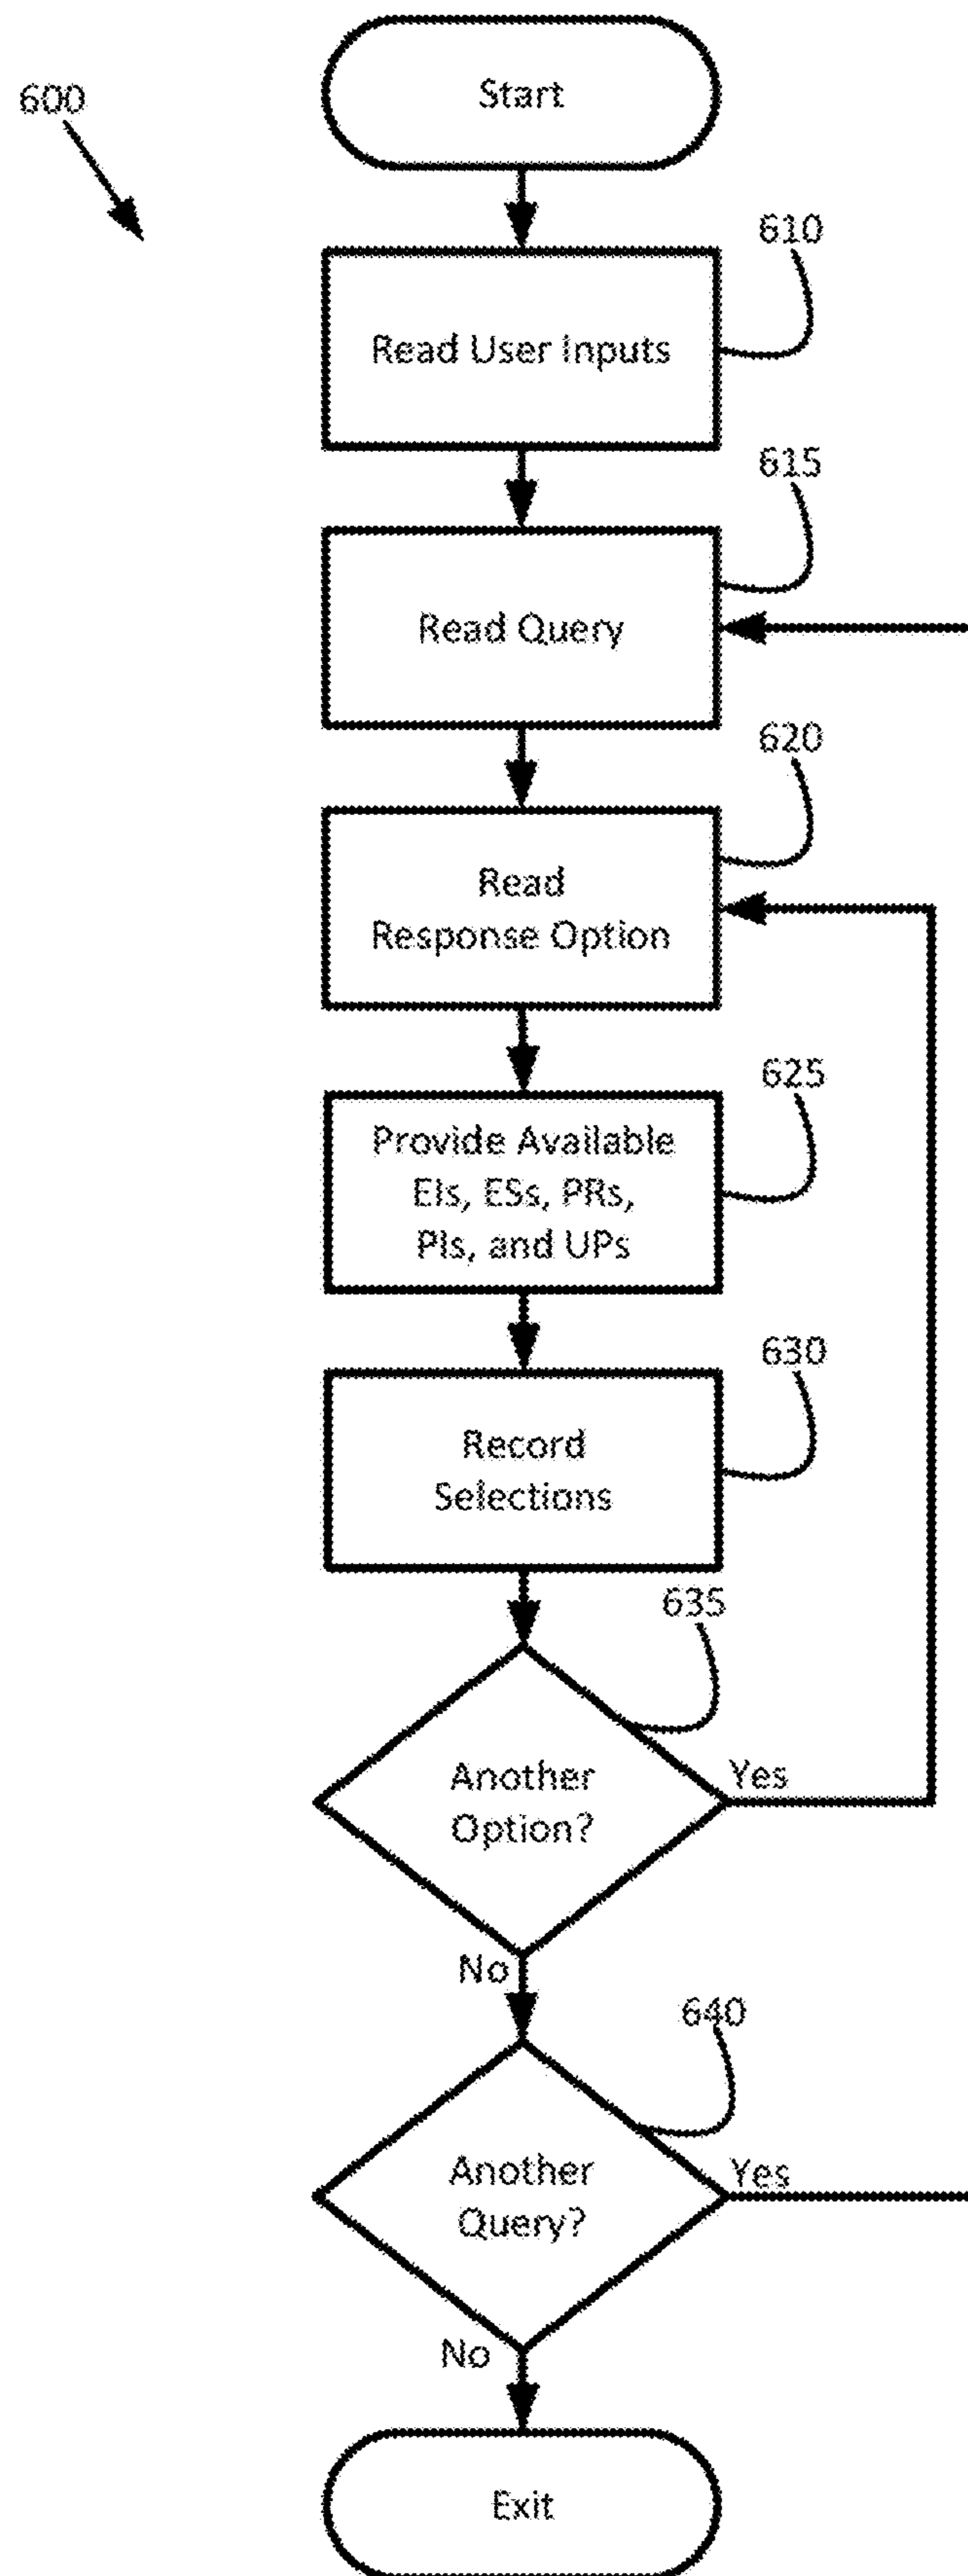 Start
600
610
Read User Inputs
615
Read Query
620
Read
Response Option
625
Provide Available
EIs, ESs, PRs,
PIs, and UPs
630
Record
Selections
635
Another
Option?
Yes
No
640
Another
Query?
Yes
No
Exit